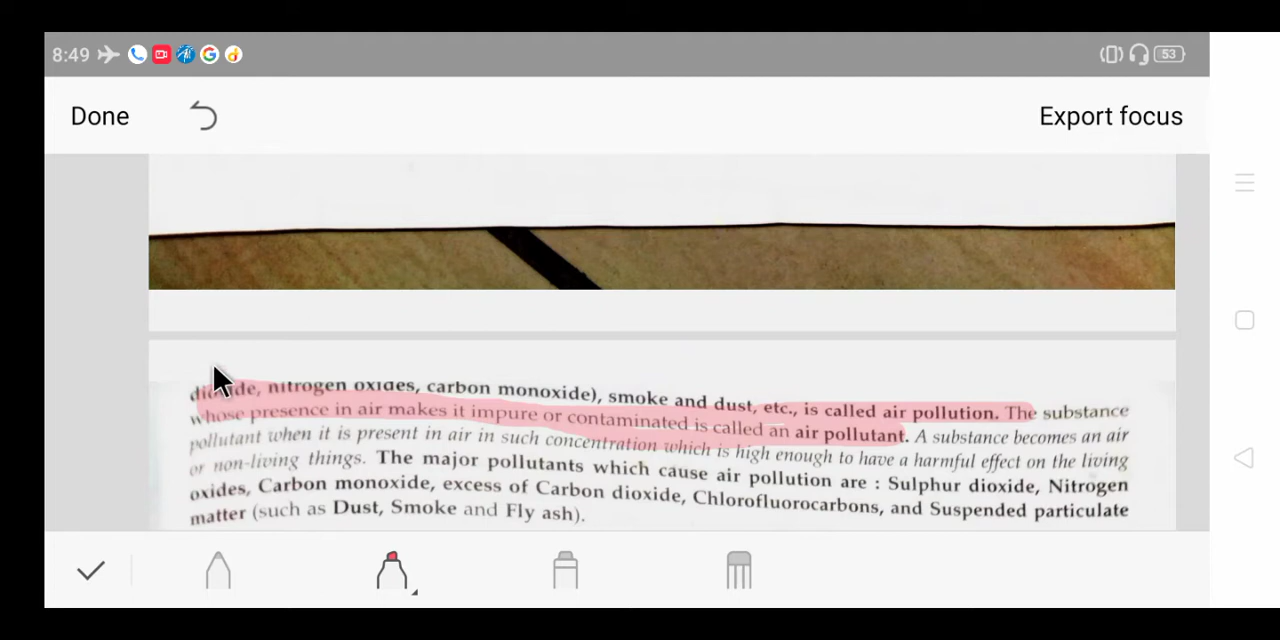 8:49
53
Done
Export focus
dioxide, nitrogen oxides, carbon monoxide), smoke and dust, etc., is called air pollution. The substance
whose presence in air makes it impure or contaminated is called an air pollutant. A substance becomes an air
pollutant when it is present in air in such concentration which is high enough to have a harmful effect on the living
or non-living things. The major pollutants which cause air pollution are : Sulphur dioxide, Nitrogen
oxides, Carbon monoxide, excess of Carbon dioxide, Chlorofluorocarbons, and Suspended particulate
matter (such as Dust, Smoke and Fly ash).